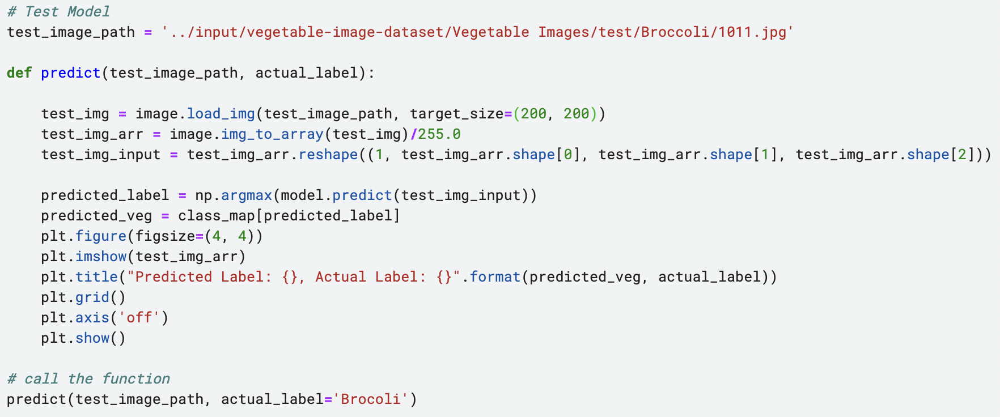 # Test Model
test_image_path = '../input/vegetable-image-dataset/Vegetable Images/test/Broccoli/1011.jpg'
def predict(test_image_path, actual_label):
    test_img = image.load_img(test_image_path, target_size=(200, 200))
    test_img_arr = image.img_to_array(test_img)/255.0
    test_img_input = test_img_arr.reshape((1, test_img_arr.shape[0], test_img_arr.shape[1], test_img_arr.shape[2]))
    predicted_label = np.argmax(model.predict(test_img_input))
    predicted_veg = class_map[predicted_label]
    plt.figure(figsize=(4, 4))
    plt.imshow(test_img_arr)
    plt.title("Predicted Label: {}, Actual Label: {}".format(predicted_veg, actual_label))
    plt.grid()
    plt.axis('off')
    plt.show()
# call the function
predict(test_image_path, actual_label='Brocoli')